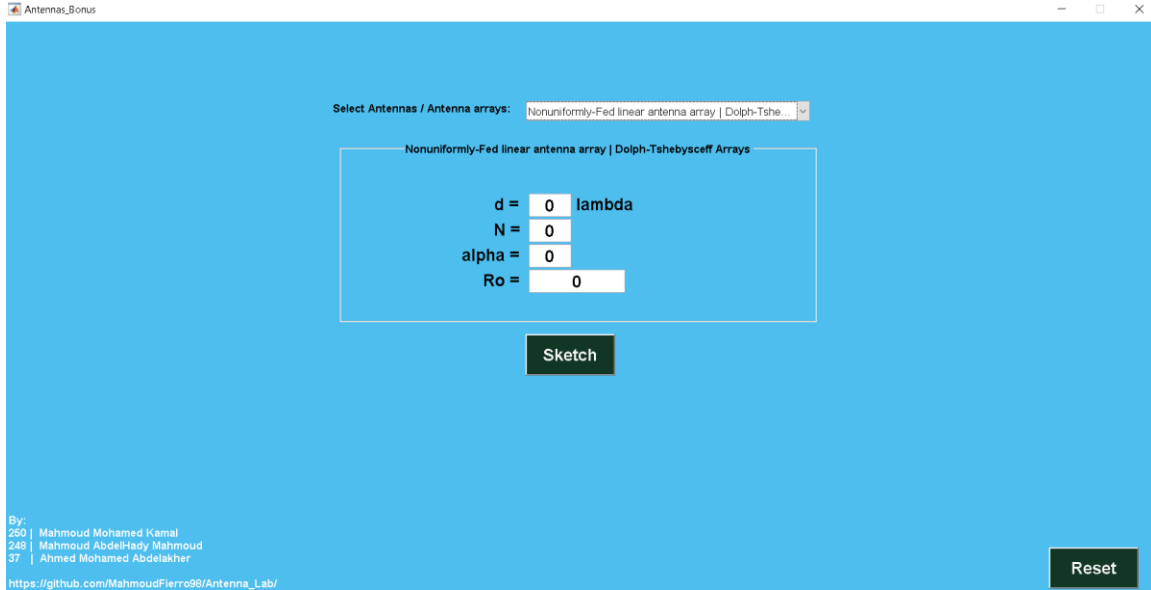 Antennas_Bonus
Select Antennas / Antenna arrays: Nonuniformly-Fed linear antenna array | Dolph-Tshe...
Nonuniformly-Fed linear antenna array | Dolph-Tshebysceff Arrays
d = 0 lambda
N = 0
alpha = 0
Ro = 0
Sketch
By:
250 | Mahmoud Mohamed Kamal
248 | Mahmoud AbdelHady Mahmoud
37 | Ahmed Mohamed Abdelakher
https://github.com/MahmoudFierro98/Antenna_Lab/
Reset